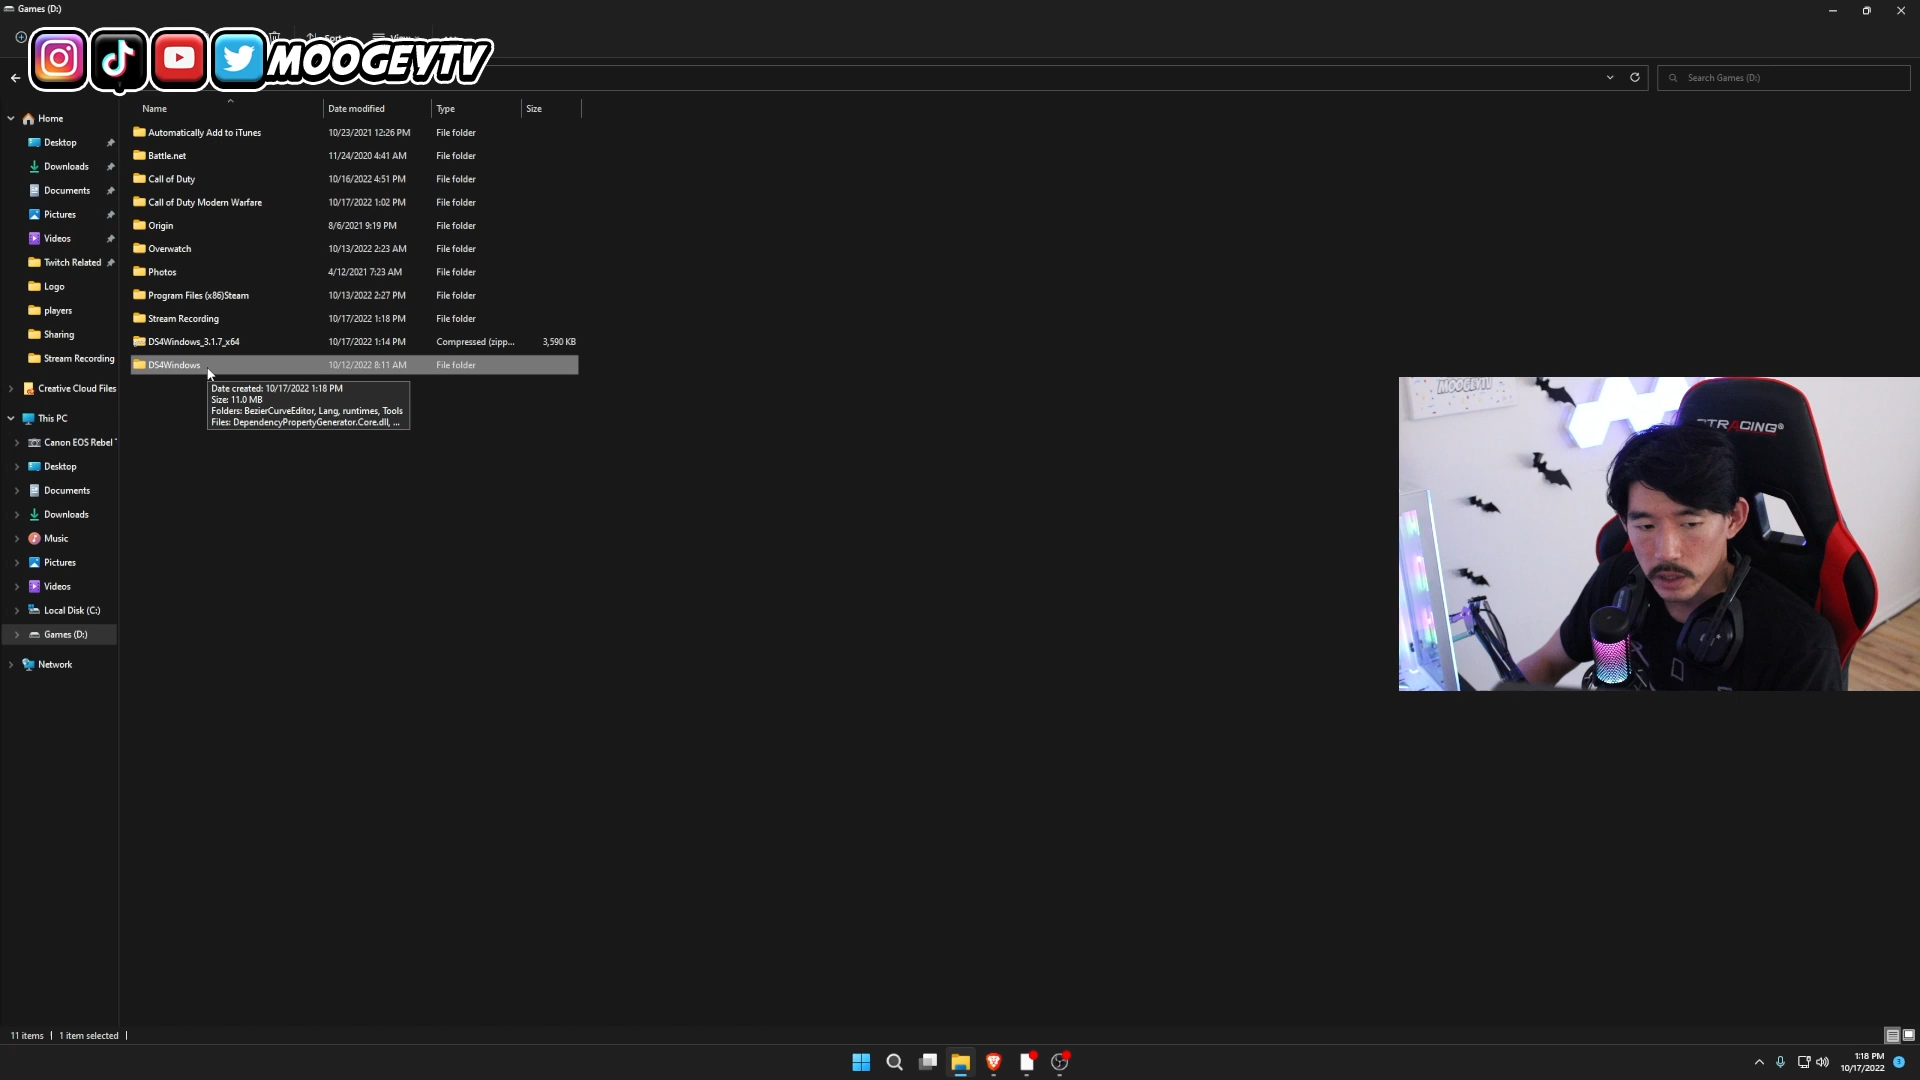 Games (D:)
MOOGEYTV
Search Games (D:)
Name Date modified Type Size
Automatically Add to iTunes 10/23/2021 12:26 PM File folder
Battle.net 11/24/2020 4:41 AM File folder
Call of Duty 10/16/2022 4:51 PM File folder
Call of Duty Modern Warfare 10/17/2022 1:02 PM File folder
Origin 8/6/2021 9:19 PM File folder
Overwatch 10/13/2022 2:23 AM File folder
Photos 4/12/2021 7:23 AM File folder
Program Files (x86)Steam 10/13/2022 2:27 PM File folder
Stream Recording 10/17/2022 1:18 PM File folder
DS4Windows_3.1.7_x64 10/17/2022 1:14 PM Compressed (zipp... 3,590 KB
DS4Windows 10/12/2022 8:11 AM File folder
Date created: 10/17/2022 1:18 PM
Size: 11.0 MB
Folders: BezierCurveEditor, Lang, runtimes, Tools
Files: DependencyPropertyGenerator.Core.dll, ...
Home
Desktop
Downloads
Documents
Pictures
Videos
Twitch Related
Logo
players
Sharing
Stream Recording
Creative Cloud Files
This PC
Canon EOS Rebel
Desktop
Documents
Downloads
Music
Pictures
Videos
Local Disk (C:)
Games (D:)
Network
MOOGEYTV
GTRACING®
11 items
1 item selected
1:18 PM
10/17/2022
3